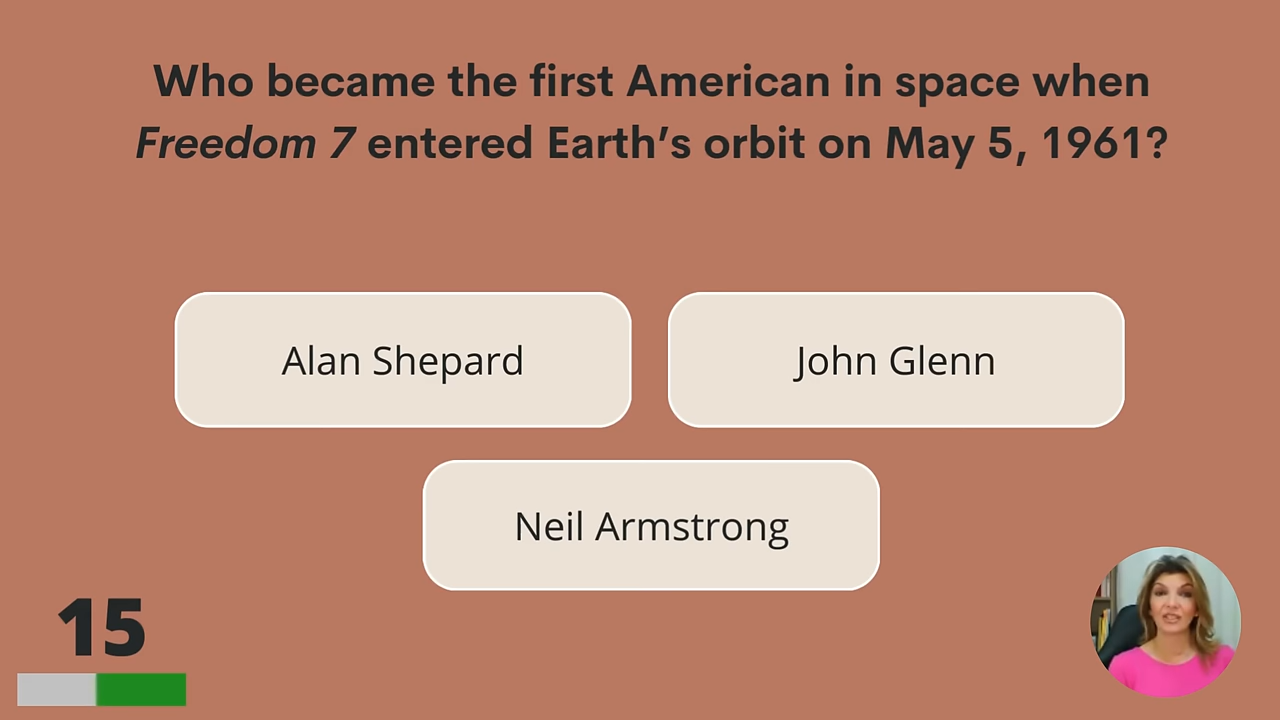 Who became the first American in space when
Freedom 7 entered Earth’s orbit on May 5, 1961?
Alan Shepard
John Glenn
Neil Armstrong
15